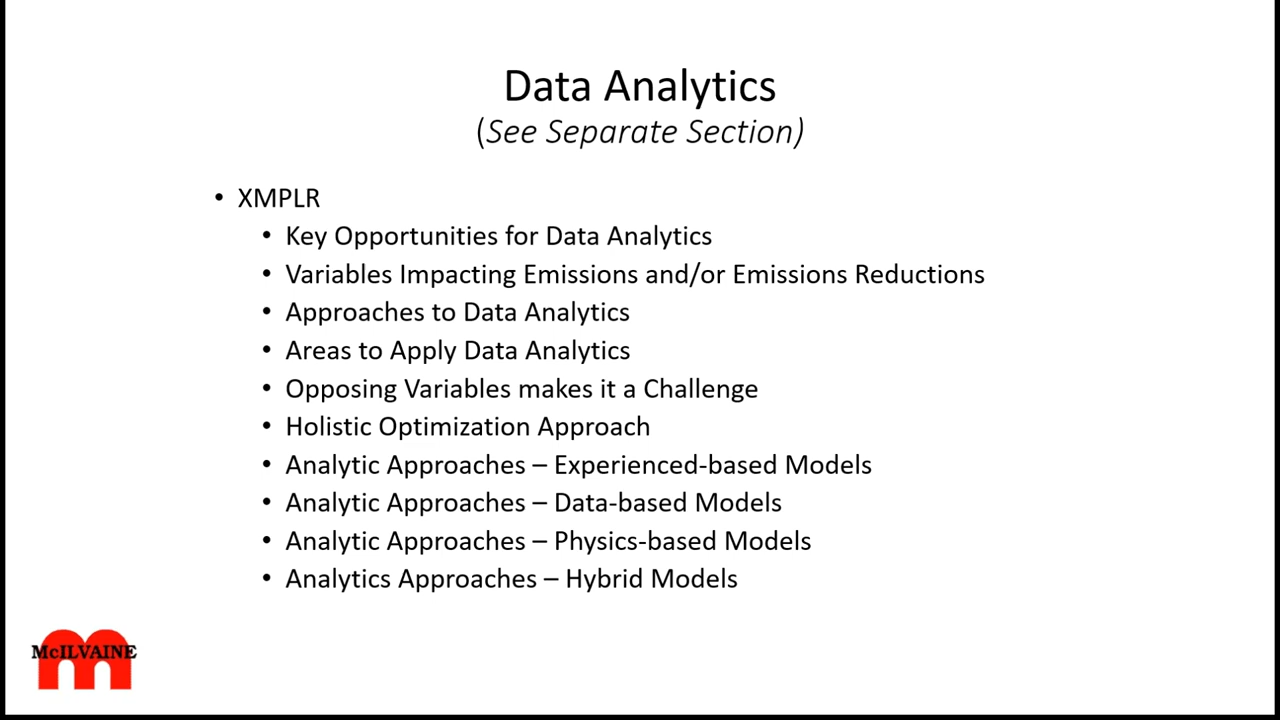 Data Analytics
(See Separate Section)
• XMPLR
• Key Opportunities for Data Analytics
• Variables Impacting Emissions and/or Emissions Reductions
• Approaches to Data Analytics
• Areas to Apply Data Analytics
• Opposing Variables makes it a Challenge
• Holistic Optimization Approach
• Analytic Approaches – Experienced-based Models
• Analytic Approaches – Data-based Models
• Analytic Approaches – Physics-based Models
• Analytics Approaches – Hybrid Models
McILVAINE